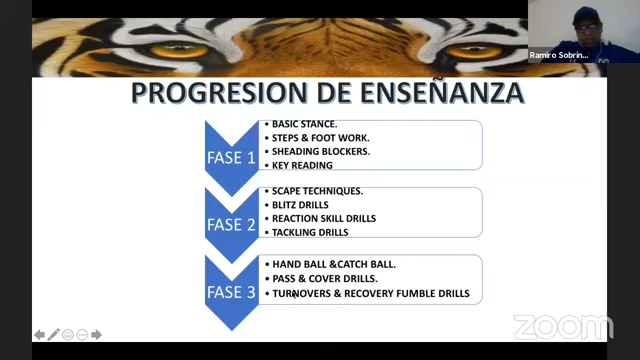 Ramiro Sobrin...
PROGRESION DE ENSEÑANZA
FASE 1
• BASIC STANCE.
• STEPS & FOOT WORK.
• SHEADING BLOCKERS.
• KEY READING
FASE 2
• SCAPE TECHNIQUES.
• BLITZ DRILLS
• REACTION SKILL DRILLS
• TACKLING DRILLS
FASE 3
• HAND BALL &CATCH BALL.
• PASS & COVER DRILLS.
• TURNOVERS & RECOVERY FUMBLE DRILLS
zoom